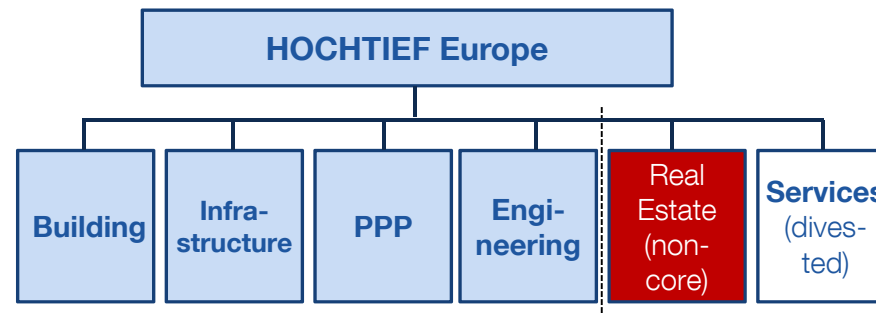 HOCHTIEF Europe
Building
Infra-
structure
PPP
Engi-
neering
Real
Estate
(non-
core)
Services
(dives-
ted)